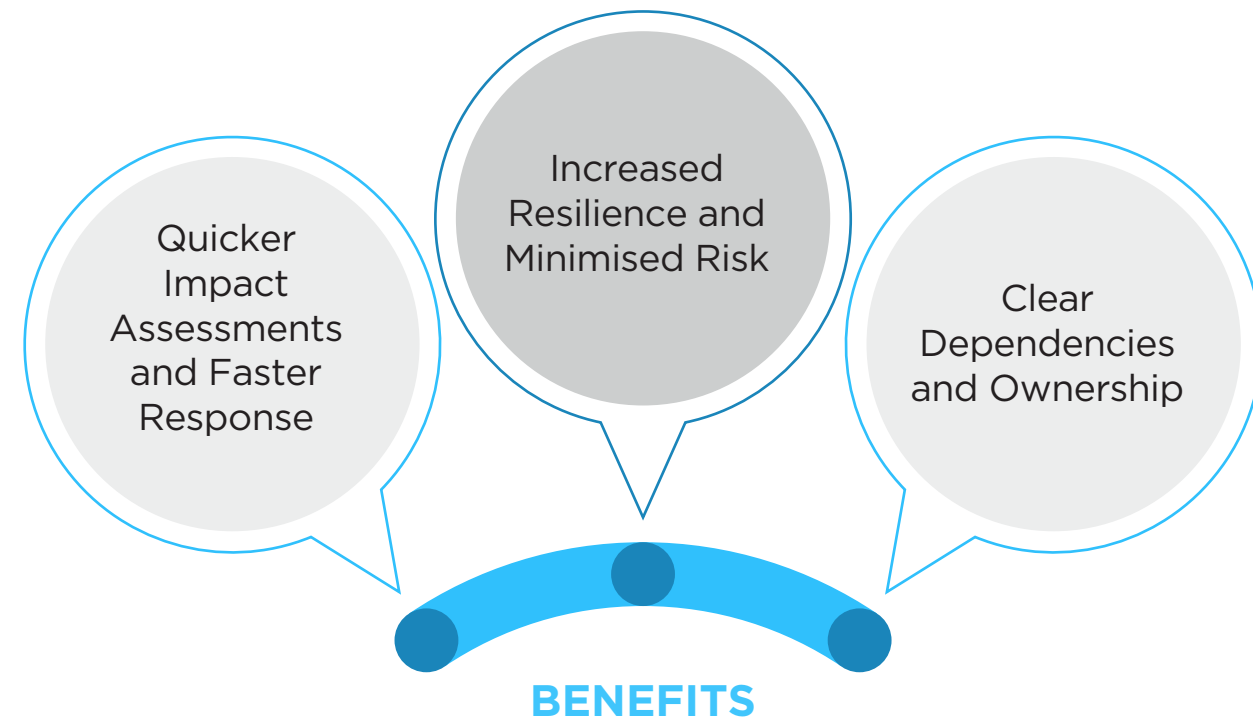 Quicker
Impact
Assessments
and Faster
Response
Increased
Resilience and
Minimised Risk
Clear
Dependencies
and Ownership
BENEFITS